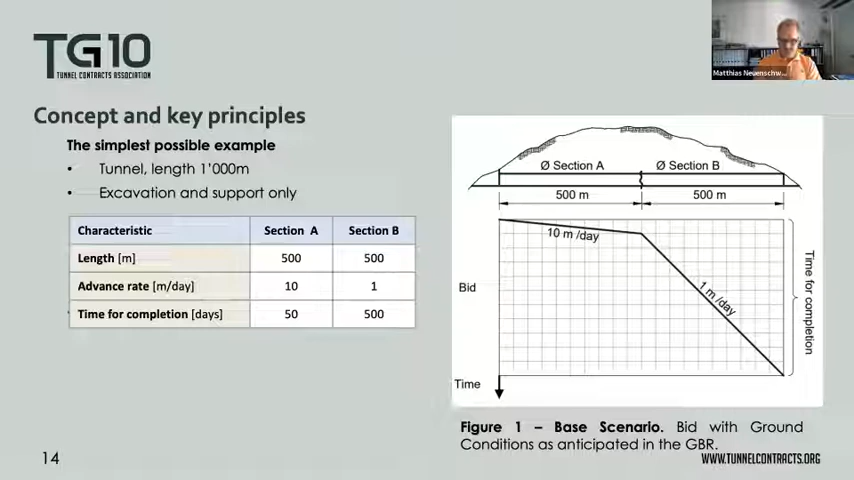 TG10
TUNNEL CONTRACTS ASSOCIATION
Matthias Neuenschw...
Concept and key principles
The simplest possible example
• Tunnel, length 1'000m
• Excavation and support only
Characteristic Section A Section B
Length [m] 500 500
Advance rate [m/day] 10 1
Time for completion [days] 50 500
Ø Section A Ø Section B
500 m 500 m
10 m /day
1 m /day
Bid
Time for completion
Time
Figure 1 – Base Scenario. Bid with Ground
Conditions as anticipated in the GBR.
14
WWW.TUNNELCONTRACTS.ORG